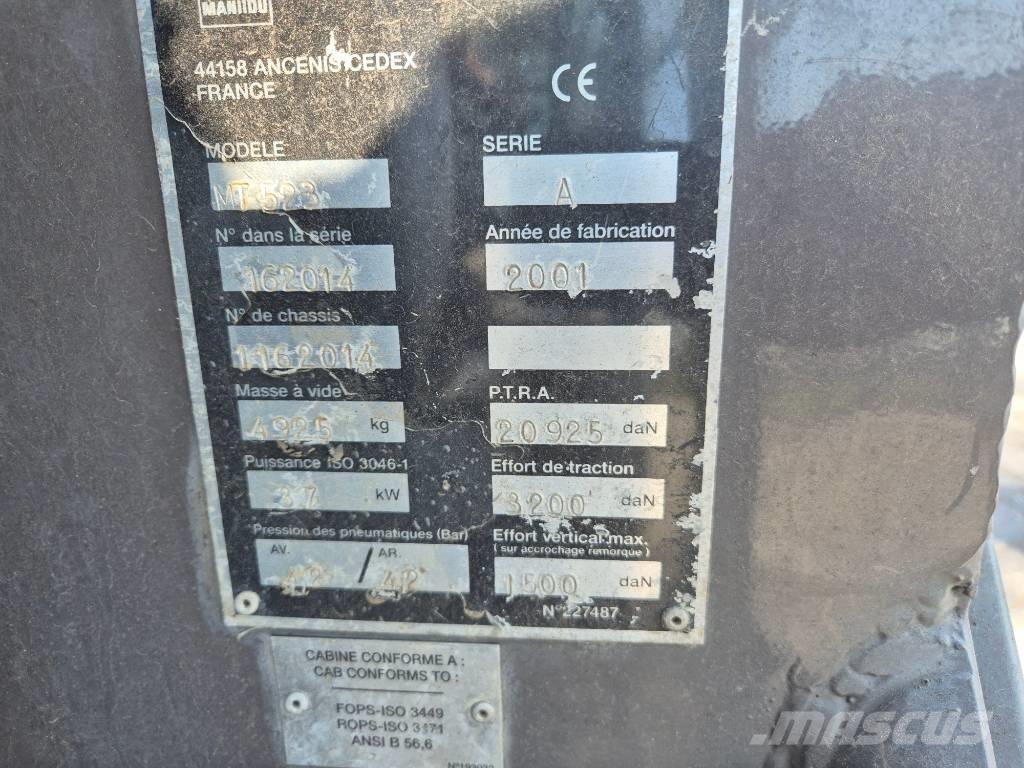 MANITOU
44158 ANCENIS CEDEX
FRANCE
CE
MODELE
MT 523
SERIE
A
N° dans la série
162014
Année de fabrication
2001
N° de chassis
1162014
Masse à vide
4925 kg
P.T.R.A.
20925 daN
Puissance ISO 3046-1
37 kW
Effort de traction
3200 daN
Pression des pneumatiques (Bar)
AV. / AR.
42
Effort vertical max.
(sur accrochage remorque)
1500 daN
N°227487
CABINE CONFORME A :
CAB CONFORMS TO :
FOPS-ISO 3449
ROPS-ISO 3471
ANSI B 56,6
MASCUS